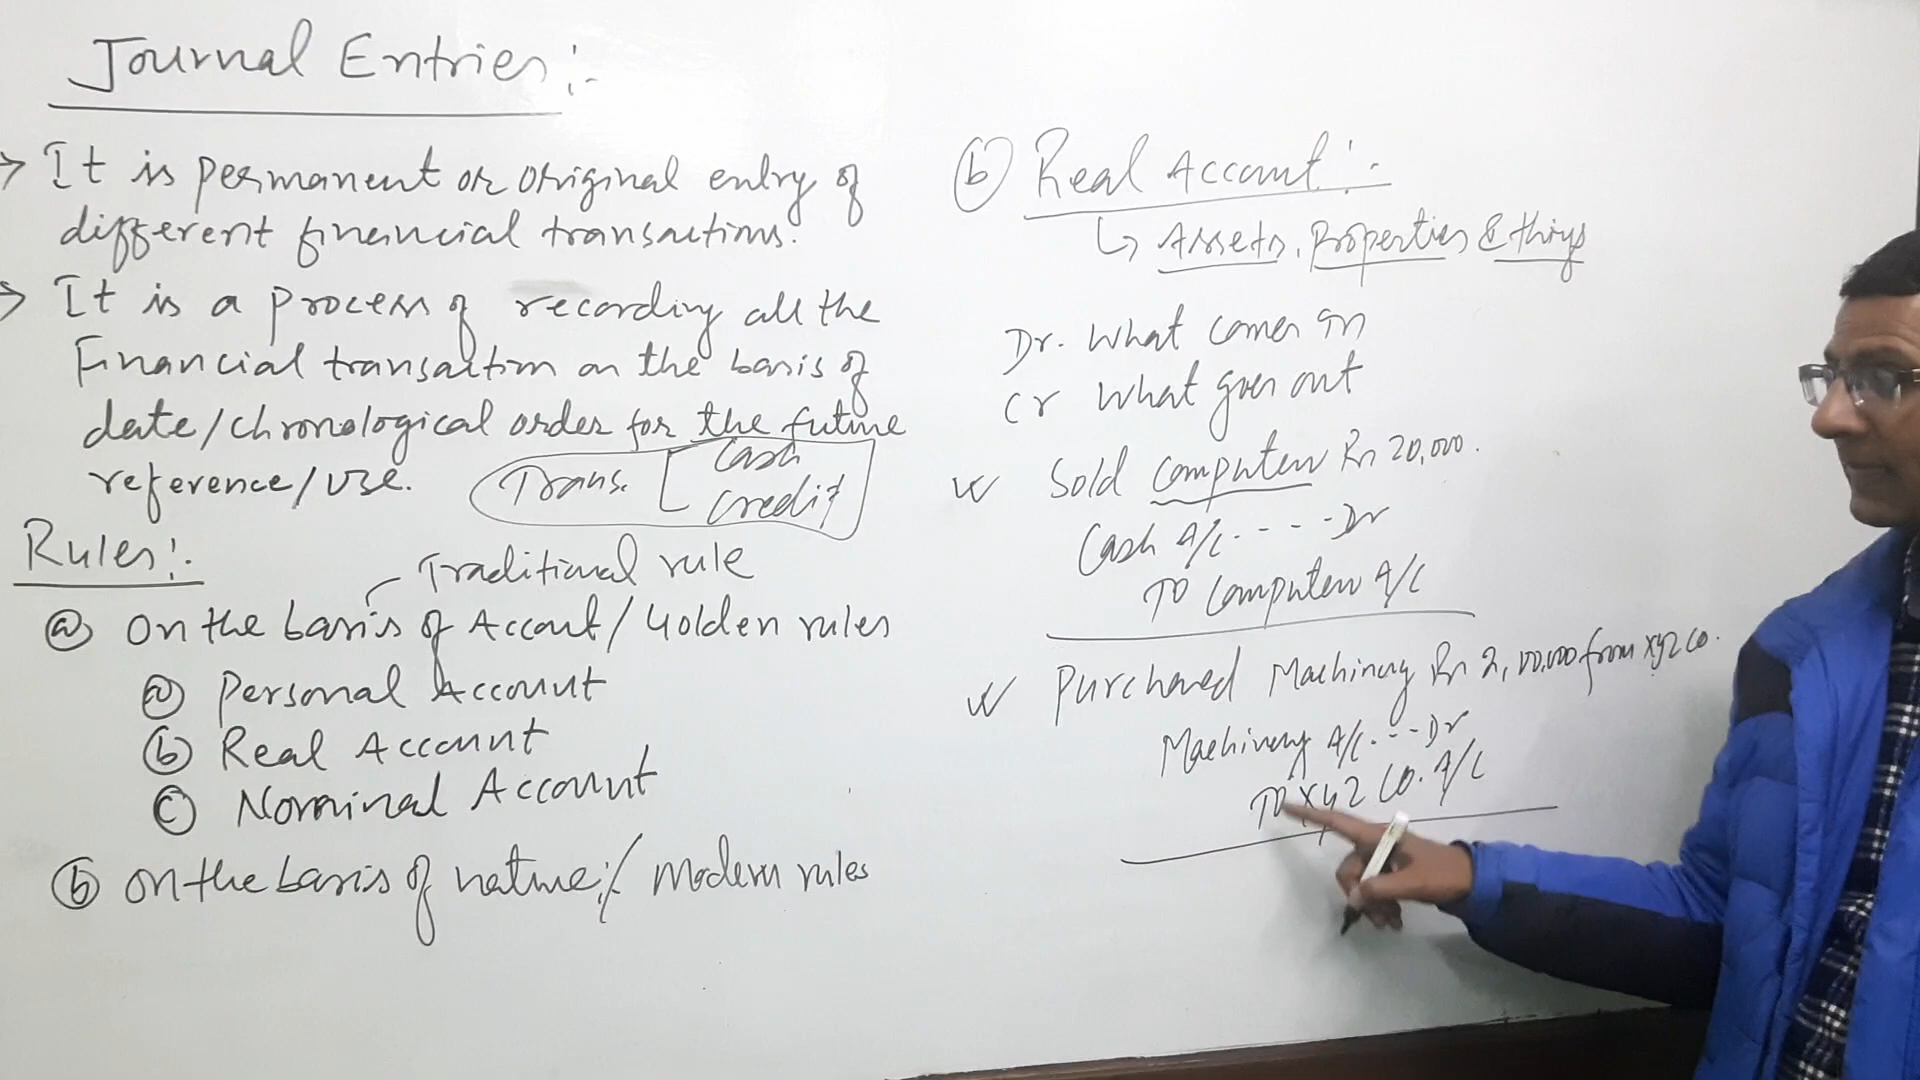 Journal Entries:-
→ It is permanent or original entry of
different financial transactions.
→ It is a process of recording all the
Financial transaction on the basis of
date/chronological order for the future
reference/use.
Trans. [ Cash
Credit
Rules:-
Traditional rule
ⓐ on the basis of Account/Golden rules
ⓐ Personal Account
ⓑ Real Account
ⓒ Nominal Account
ⓑ on the basis of nature:/ Modern rules
ⓑ Real Account:-
↳ Assets, Properties & things
Dr. What comes in
Cr What goes out
Sold Computer Rs 20,000.
Cash A/c.----Dr
TO Computer A/C
Purchased Machinery Rs 2,00,000 from xyz co.
Machinery A/c.---Dr
TO xyz Co. A/C